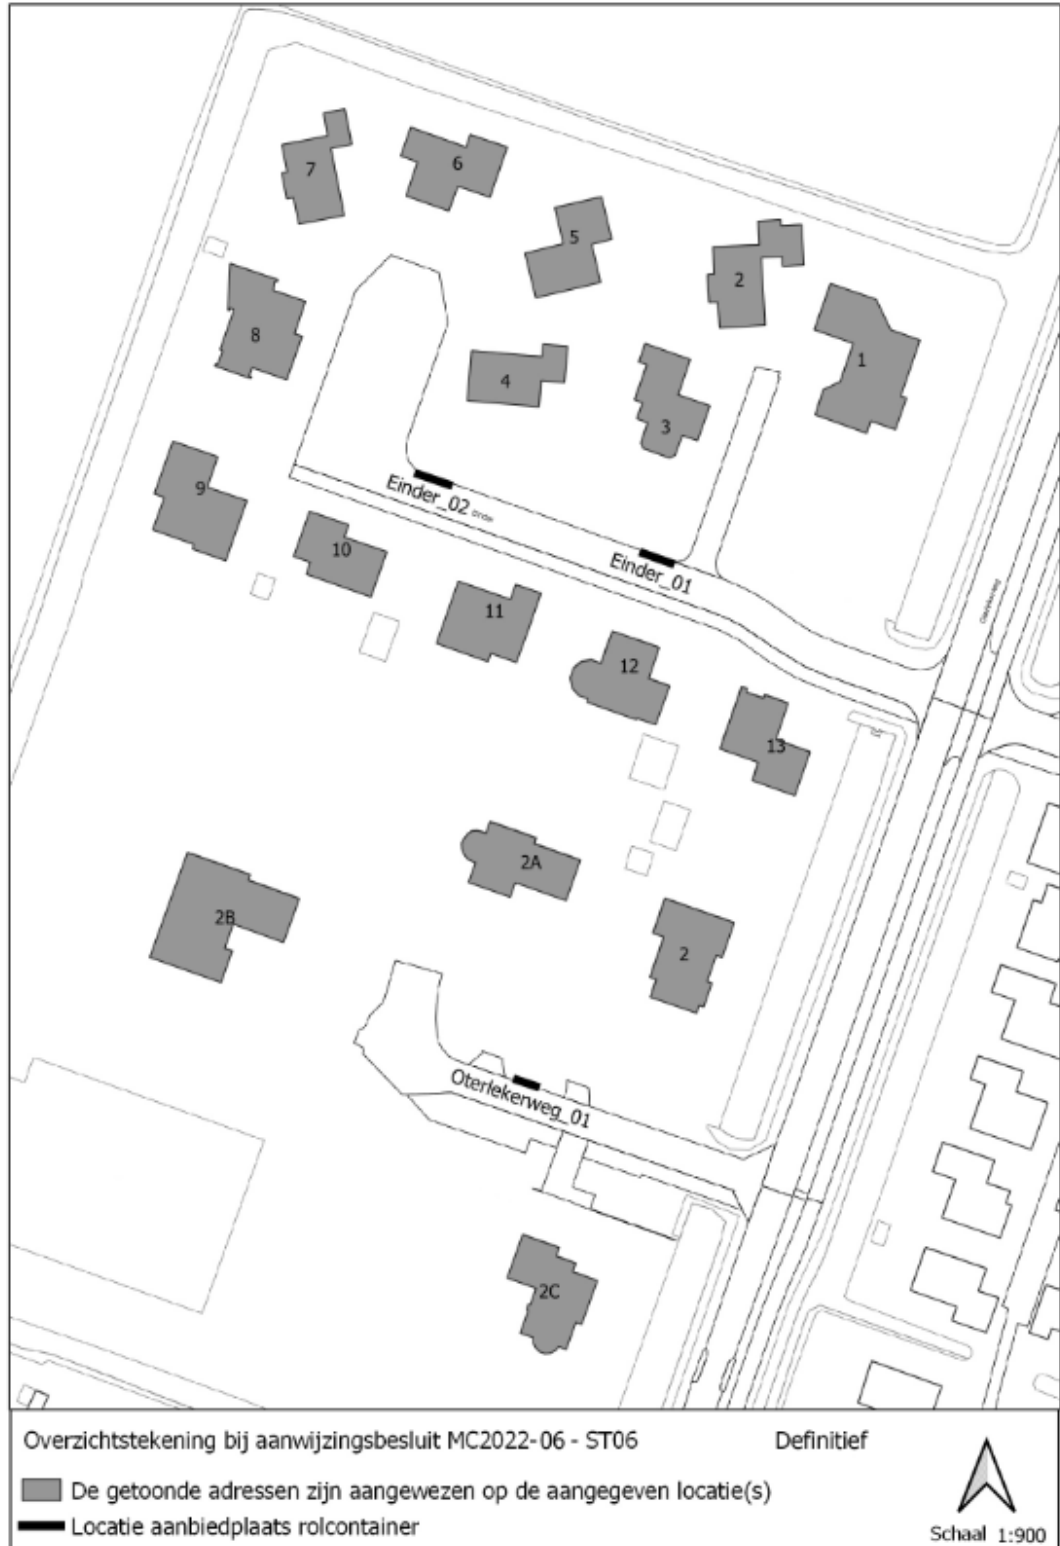 7
6
5
2
8
1
4
3
Einder_02
9
Einder_01
10
11
12
13
2A
2B
2
Oterlekerweg_01
2C
Overzichtstekening bij aanwijzingsbesluit MC2022-06 - ST06
Definitief
De getoonde adressen zijn aangewezen op de aangegeven locatie(s)
Locatie aanbiedplaats rolcontainer
Schaal 1:900